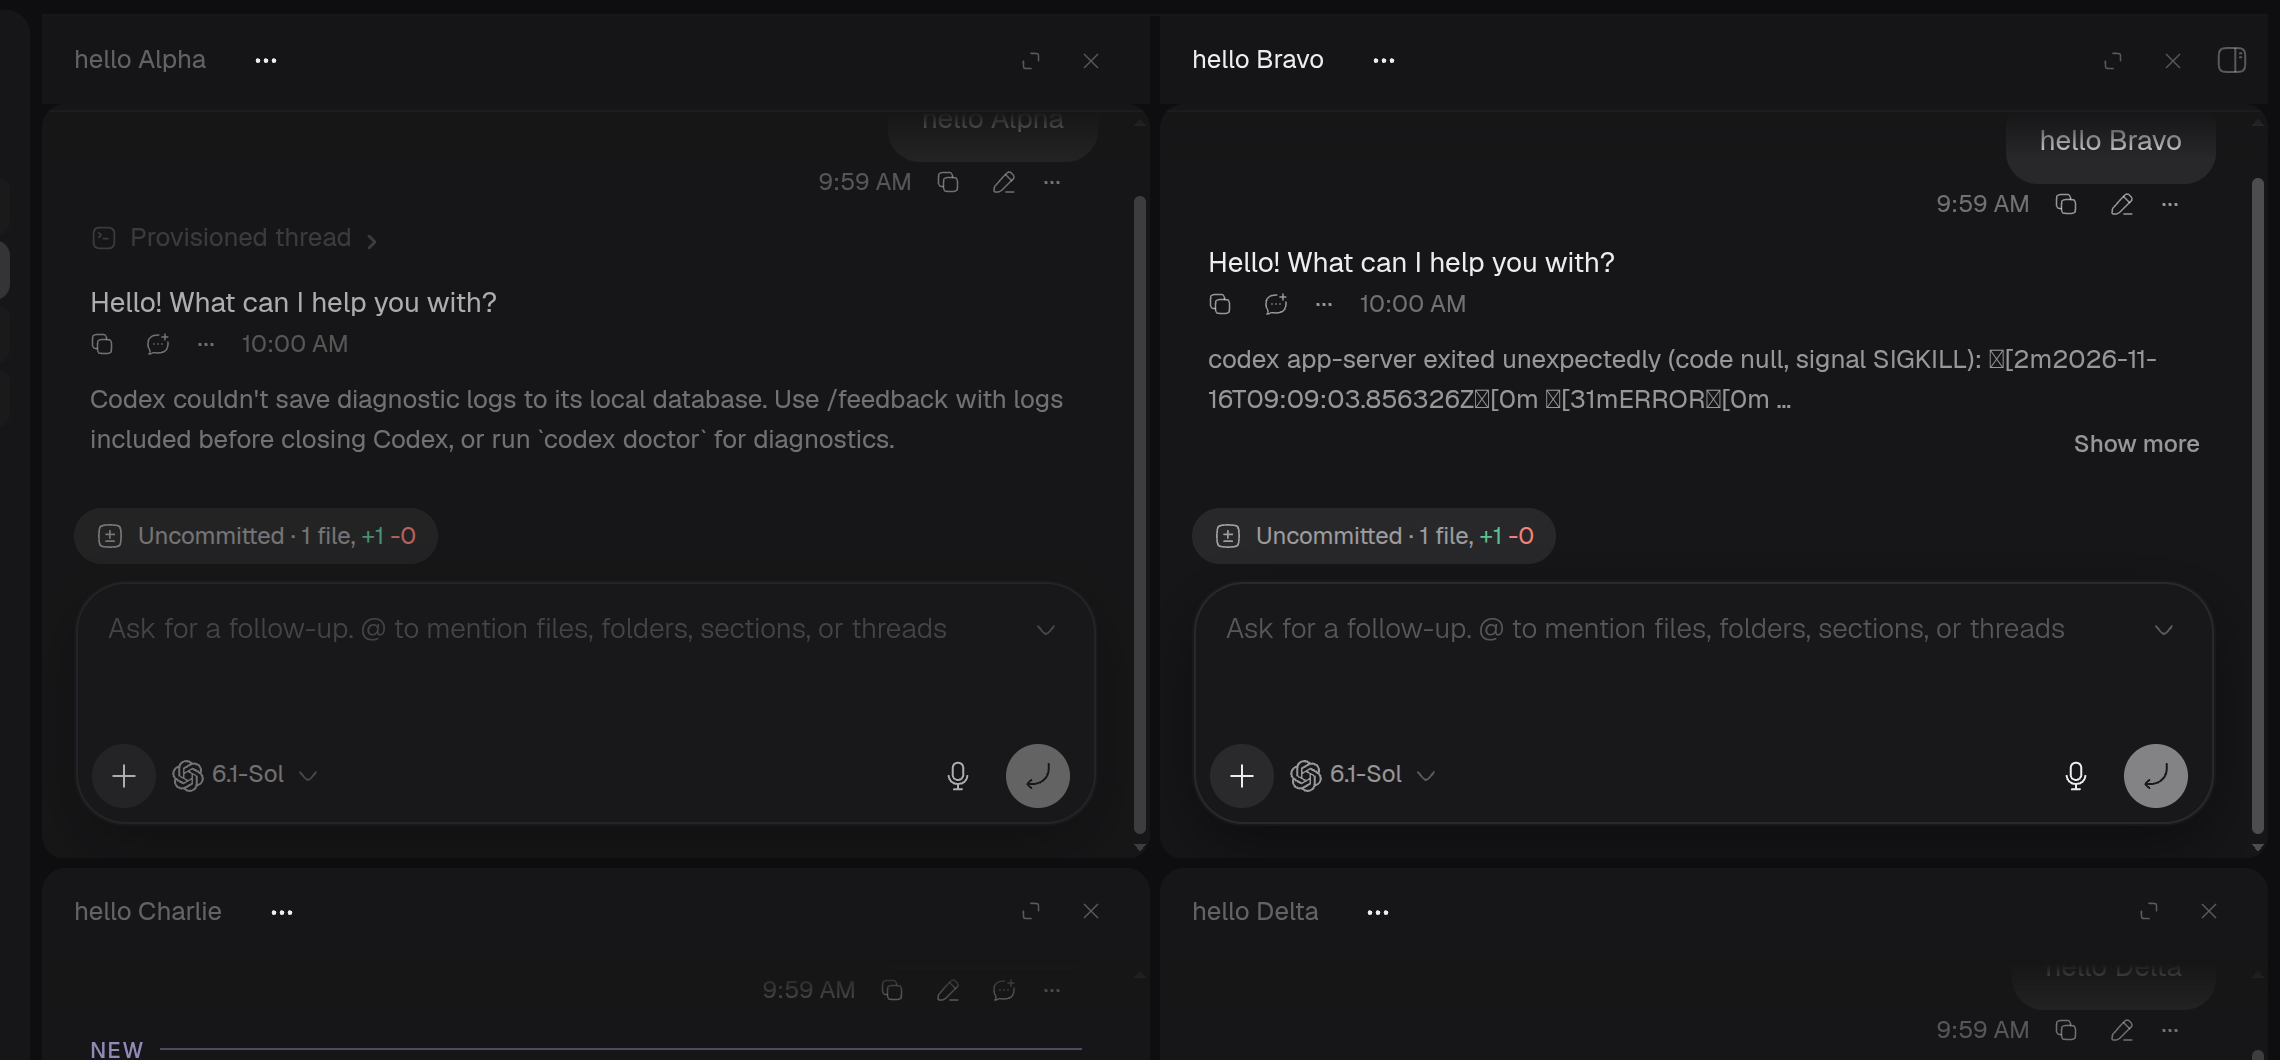 hello Alpha
hello Alpha
9:59 AM
Provisioned thread
Hello! What can I help you with?
10:00 AM
Codex couldn't save diagnostic logs to its local database. Use /feedback with logs
included before closing Codex, or run `codex doctor` for diagnostics.
Uncommitted · 1 file, +1 -0
Ask for a follow-up. @ to mention files, folders, sections, or threads
6.1-Sol
hello Bravo
hello Bravo
9:59 AM
Hello! What can I help you with?
10:00 AM
codex app-server exited unexpectedly (code null, signal SIGKILL): [2m2026-11-
16T09:09:03.856326Z[0m [31mERROR[0m ...
Show more
Uncommitted · 1 file, +1 -0
Ask for a follow-up. @ to mention files, folders, sections, or threads
6.1-Sol
hello Charlie
9:59 AM
NEW
hello Delta
hello Delta
9:59 AM